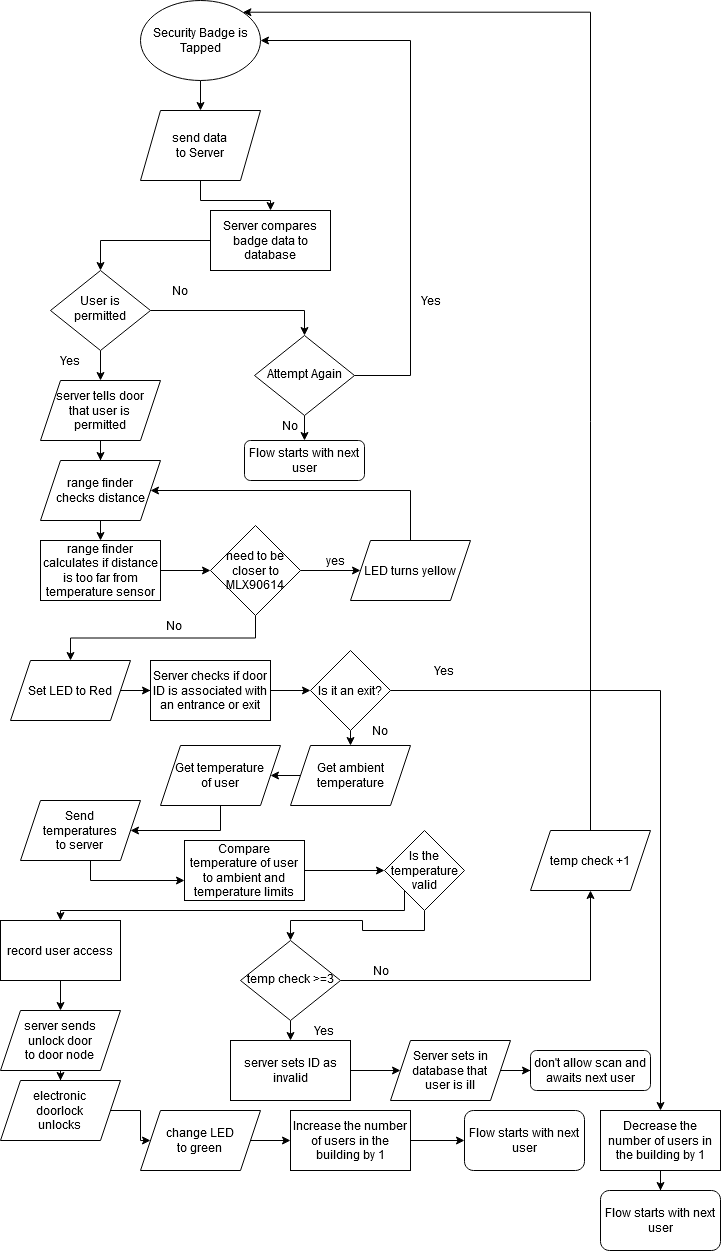 Security Badge is
Tapped
send data
to Server
Server compares
badge data to
database
No
User is
permitted
Yes
Yes
Attempt Again
server tells door
that user is
permitted
No
Flow starts with next
user
range finder
checks distance
range finder
calculates if distance
is too far from
temperature sensor
need to be
closer to
MLX90614
yes
LED turns yellow
No
Set LED to Red
Server checks if door
ID is associated with
an entrance or exit
Is it an exit?
Yes
No
Get temperature
of user
Get ambient
temperature
Send
temperatures
to server
Compare
temperature of user
to ambient and
temperature limits
Is the
temperature
valid
temp check +1
record user access
temp check >=3
No
Yes
server sends
unlock door
to door node
server sets ID as
invalid
Server sets in
database that
user is ill
don't allow scan and
awaits next user
electronic
doorlock
unlocks
change LED
to green
Increase the number
of users in the
building by 1
Flow starts with next
user
Decrease the
number of users in
the building by 1
Flow starts with next
user